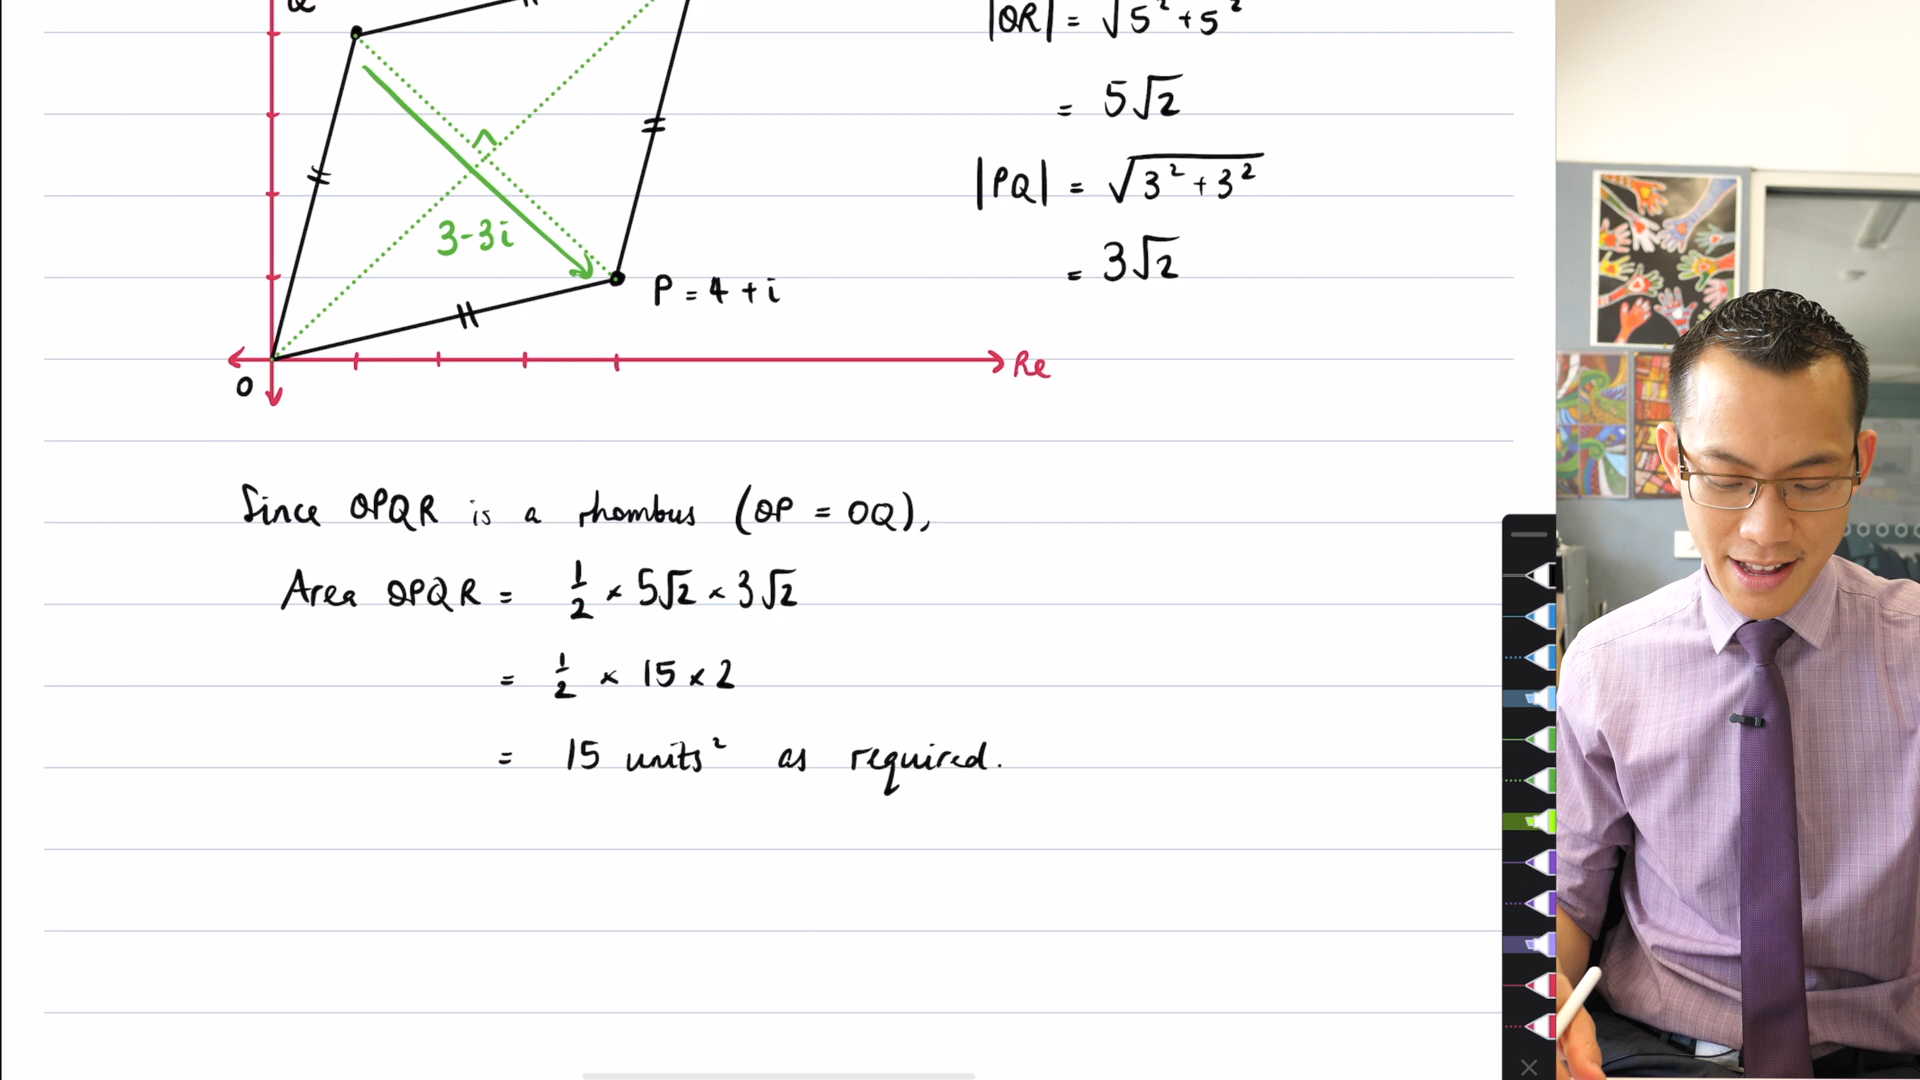 |OR| = √5² + 5²
= 5√2
|PQ| = √3² + 3²
= 3√2
3-3i
P = 4 + i
Re
O
Since OPQR is a rhombus (OP = OQ),
Area OPQR = 1/2 × 5√2 × 3√2
= 1/2 × 15 × 2
= 15 units² as required.